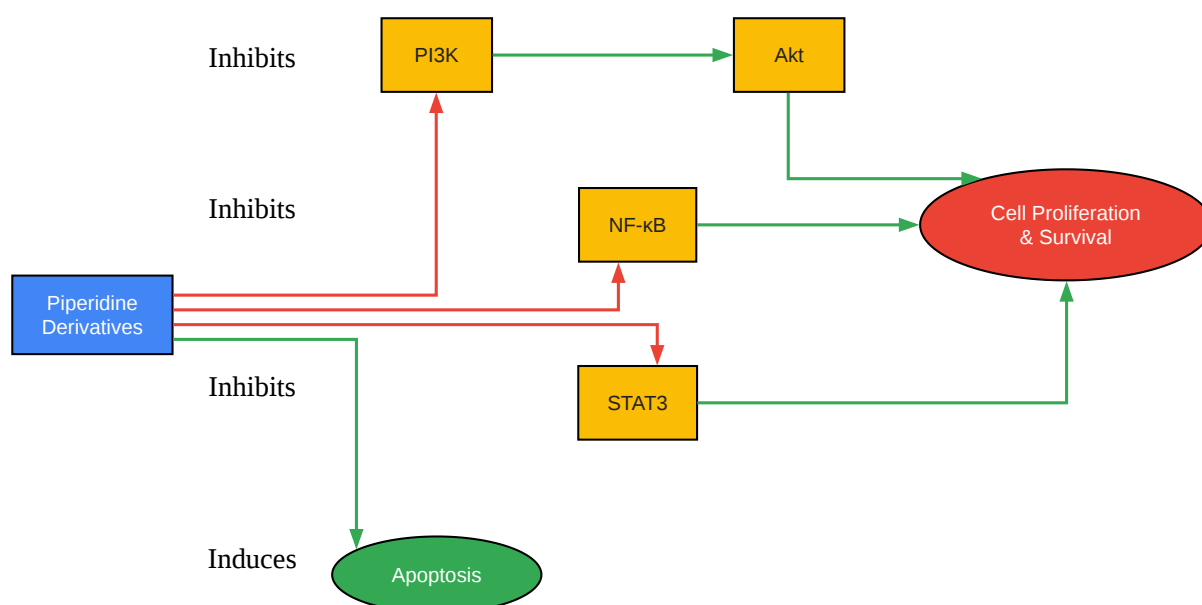 Inhibits
PI3K
Akt
Inhibits
NF-κB
Cell Proliferation
& Survival
Piperidine
Derivatives
Inhibits
STAT3
Induces
Apoptosis